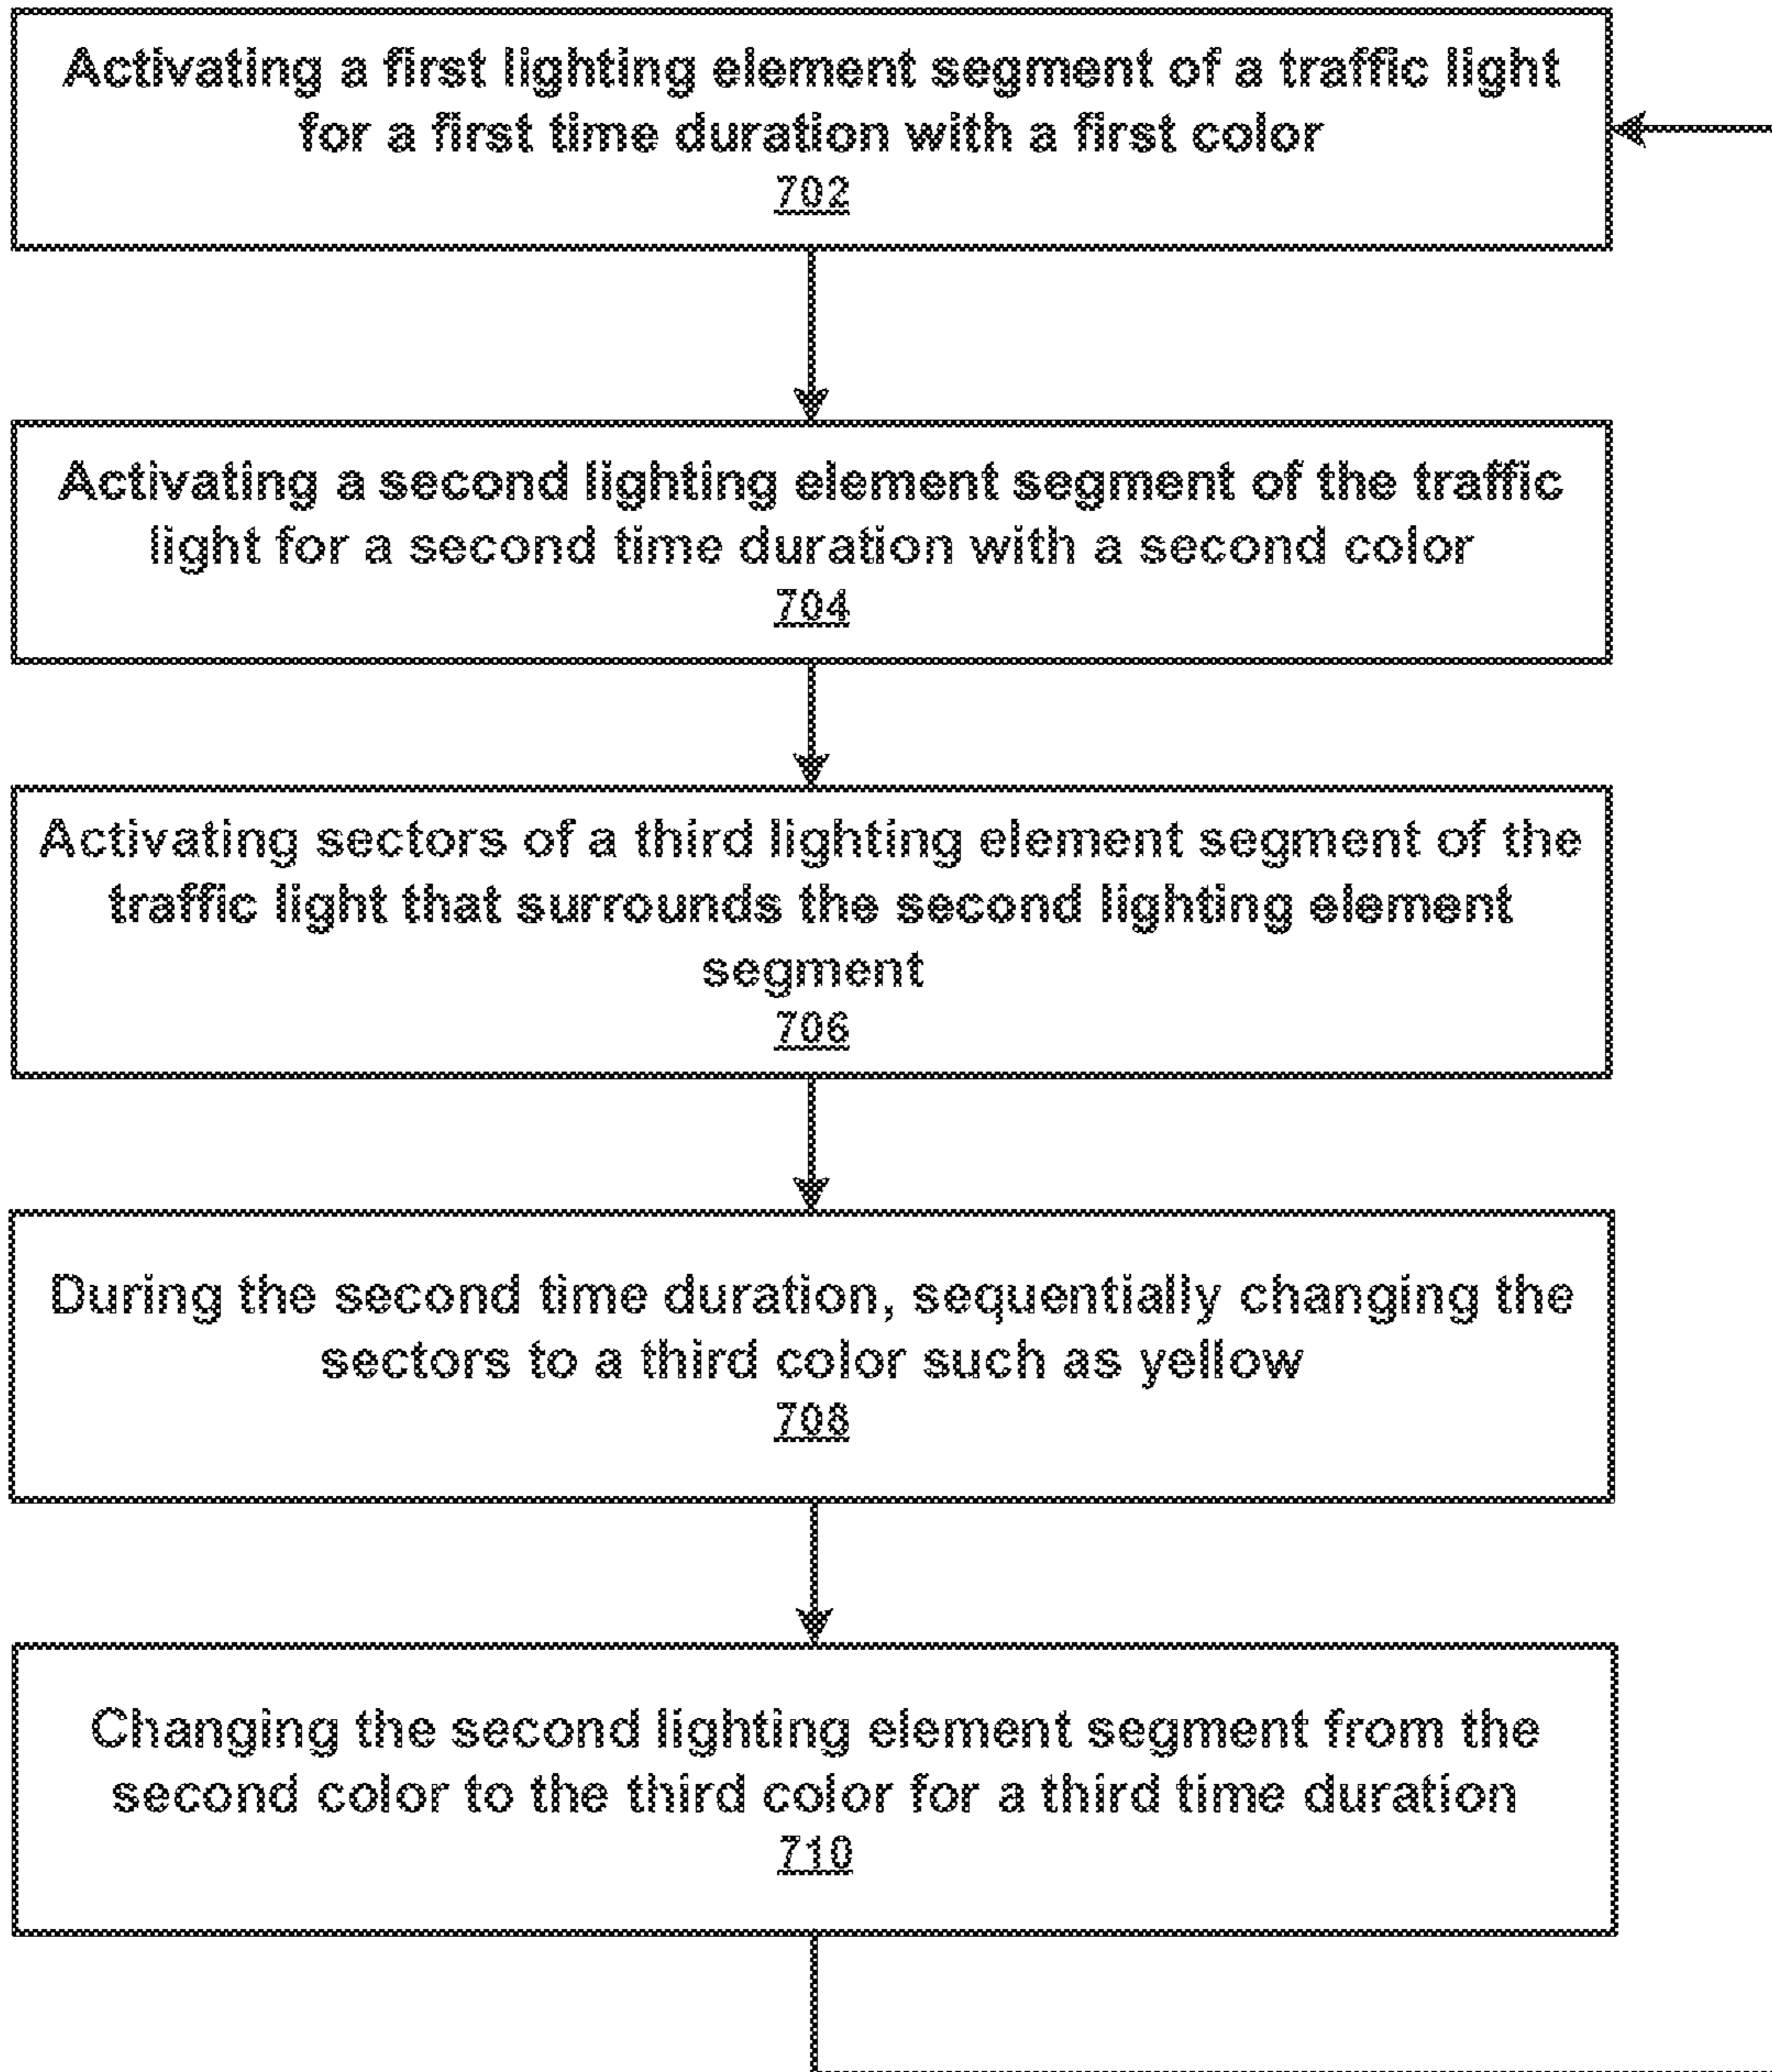 Activating a first lighting element segment of a traffic light
for a first time duration with a first color
702
Activating a second lighting element segment of the traffic
light for a second time duration with a second color
704
Activating sectors of a third lighting element segment of the
traffic light that surrounds the second lighting element
segment
706
During the second time duration, sequentially changing the
sectors to a third color such as yellow
708
Changing the second lighting element segment from the
second color to the third color for a third time duration
710